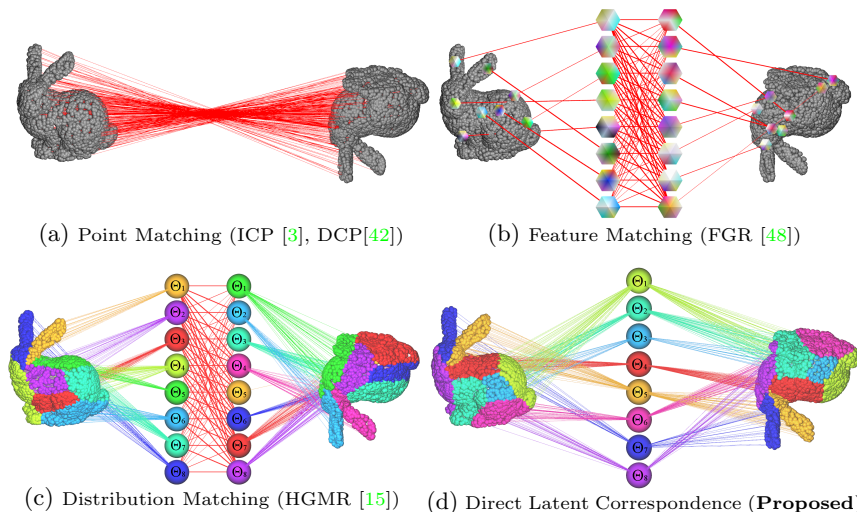 (a) Point Matching (ICP [3], DCP[42])
(b) Feature Matching (FGR [48])
Θ₁ Θ₁
Θ₂ Θ₂
Θ₃ Θ₃
Θ₄ Θ₄
Θ₅ Θ₅
Θ₆ Θ₆
Θ₇ Θ₇
Θ₈ Θ₈
(c) Distribution Matching (HGMR [15])
Θ₁
Θ₂
Θ₃
Θ₄
Θ₅
Θ₆
Θ₇
Θ₈
(d) Direct Latent Correspondence (Proposed)